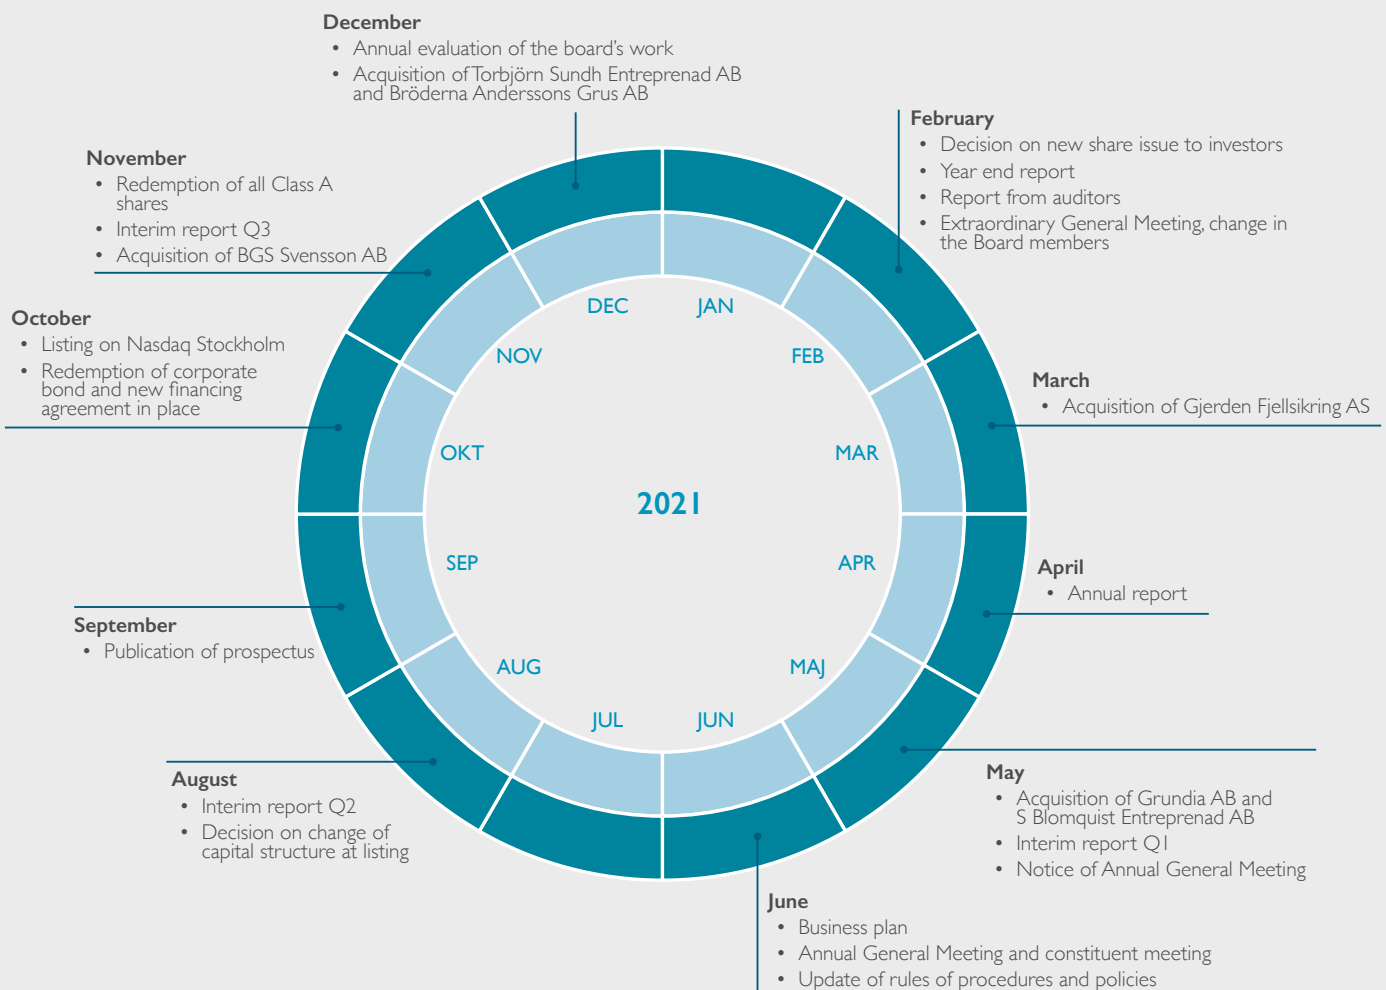 December
• Annual evaluation of the board's work
• Acquisition of Torbjörn Sundh Entreprenad AB
and Bröderna Anderssons Grus AB
February
• Decision on new share issue to investors
• Year end report
• Report from auditors
• Extraordinary General Meeting, change in
the Board members
November
• Redemption of all Class A
shares
• Interim report Q3
• Acquisition of BGS Svensson AB
October
• Listing on Nasdaq Stockholm
• Redemption of corporate
bond and new financing
agreement in place
March
• Acquisition of Gjerden Fjellsikring AS
DEC
JAN
NOV
FEB
OKT
MAR
2021
SEP
APR
AUG
MAJ
JUL
JUN
April
• Annual report
September
• Publication of prospectus
May
• Acquisition of Grundia AB and
S Blomquist Entreprenad AB
• Interim report Q1
• Notice of Annual General Meeting
August
• Interim report Q2
• Decision on change of
capital structure at listing
June
• Business plan
• Annual General Meeting and constituent meeting
• Update of rules of procedures and policies